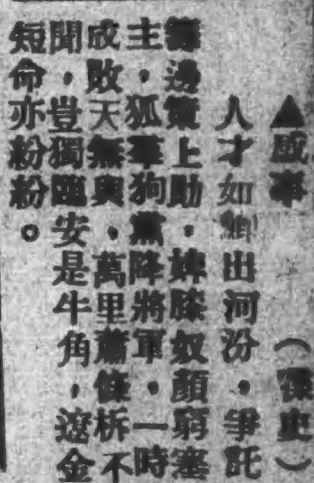 ▲感事（史）
人才如鯽出河汾，爭託
籌邊策上勛，婢膝奴顏窮塞
主，狐羣狗黨降將軍，一時
成敗天無與，萬里蕭條柝不
聞，豈獨臨安是牛角，遼金
短命亦紛紛。